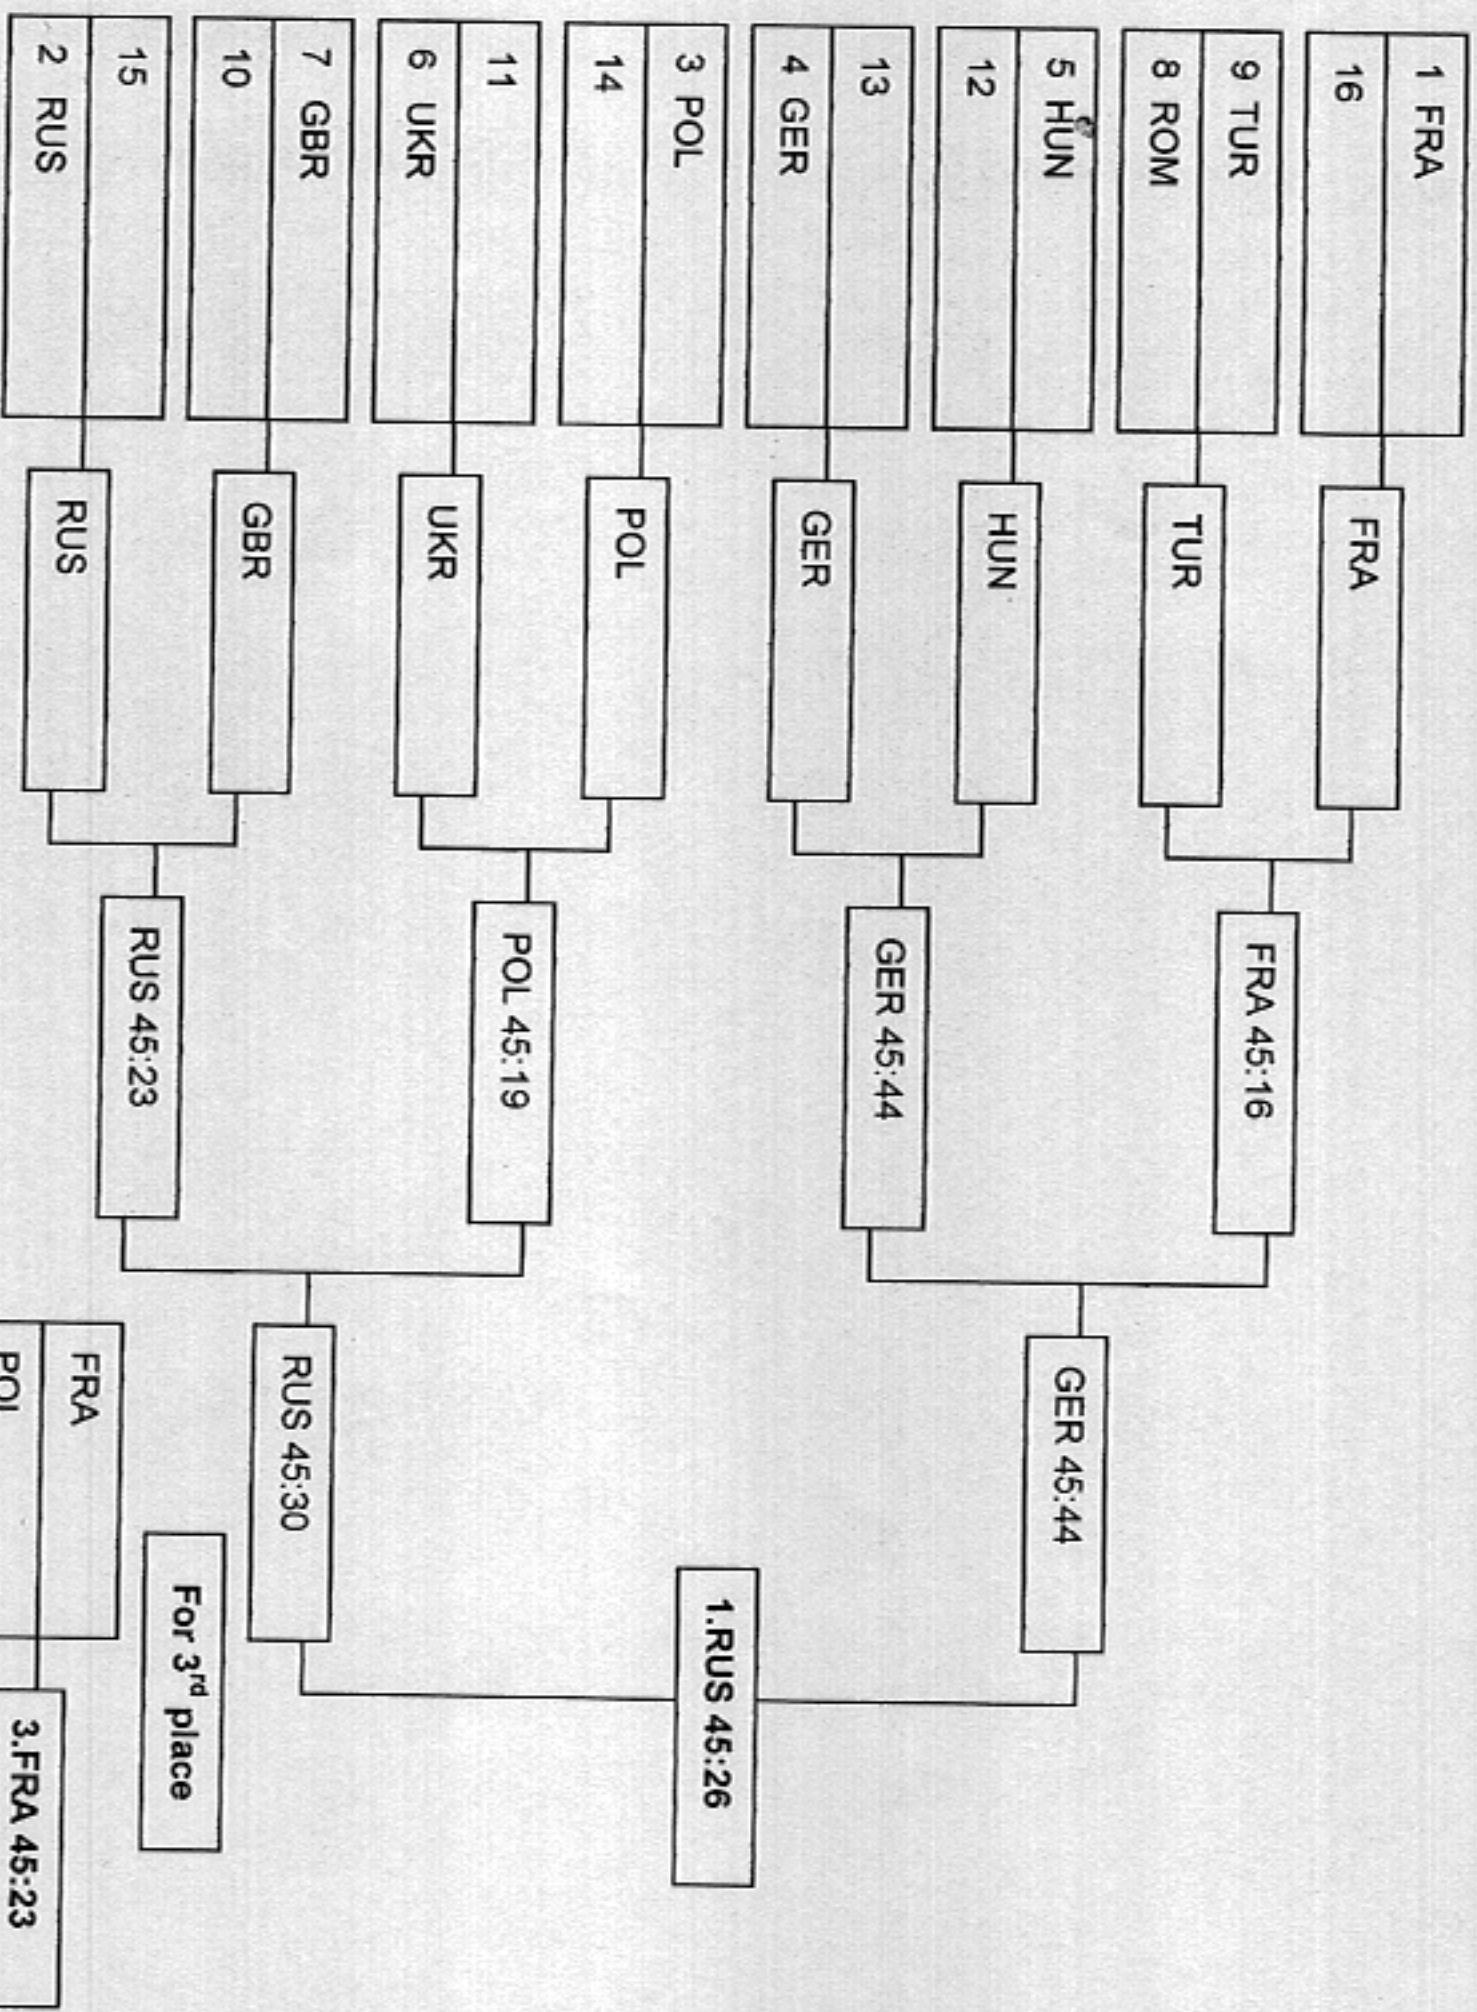 1 FRA
16
9 TUR
8 ROM
5 HUN
12
13
4 GER
3 POL
14
11
6 UKR
7 GBR
10
15
2 RUS
FRA
TUR
HUN
GER
POL
UKR
GBR
RUS
FRA 45:16
GER 45:44
POL 45:19
RUS 45:23
GER 45:44
RUS 45:30
1.RUS 45:26
For 3rd place
FRA
POL
3.FRA 45:23